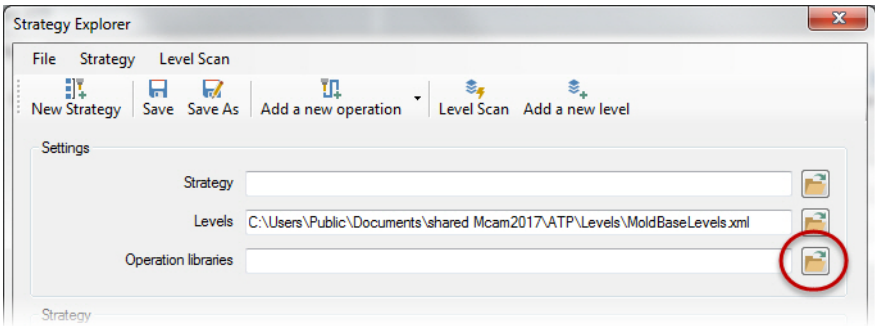 Strategy Explorer
File Strategy Level Scan
New Strategy Save Save As Add a new operation Level Scan Add a new level
Settings
Strategy
Levels C:\Users\Public\Documents\shared Mcam2017\ATP\Levels\MoldBaseLevels.xml
Operation libraries
Strategy